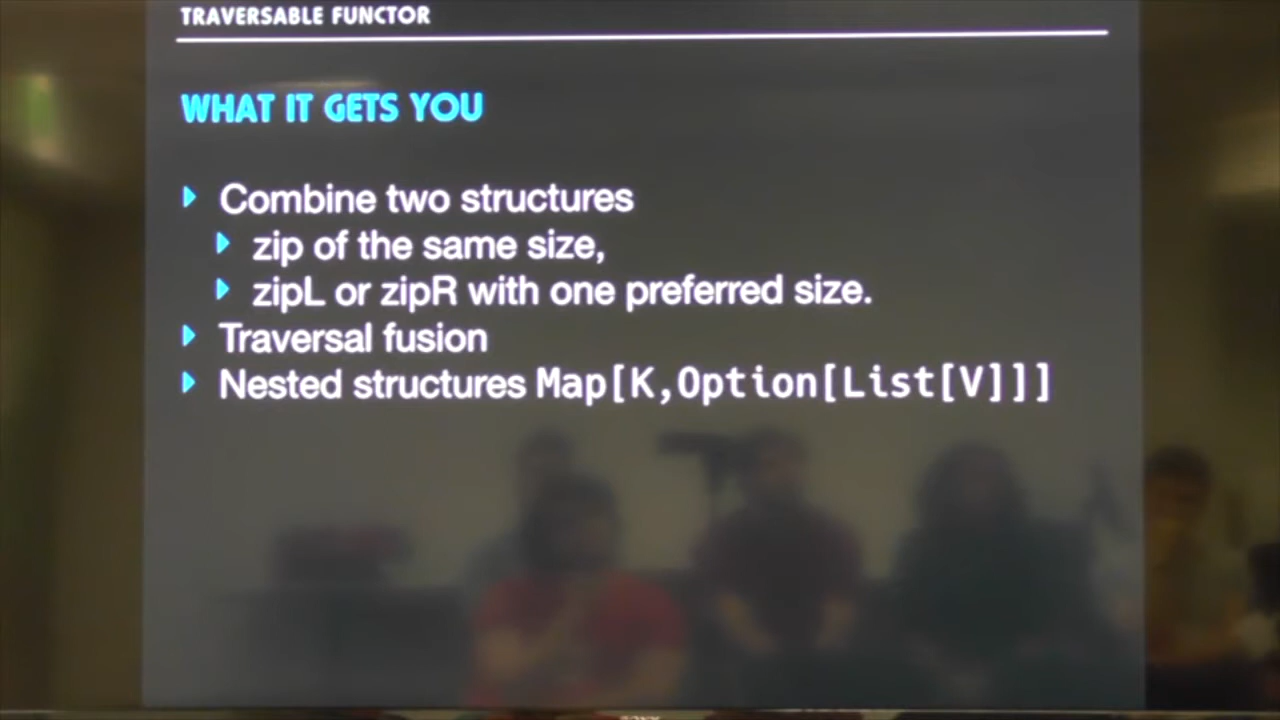 TRAVERSABLE FUNCTOR
WHAT IT GETS YOU
Combine two structures
zip of the same size,
zipL or zipR with one preferred size.
Traversal fusion
Nested structures Map[K,Option[List[V]]]